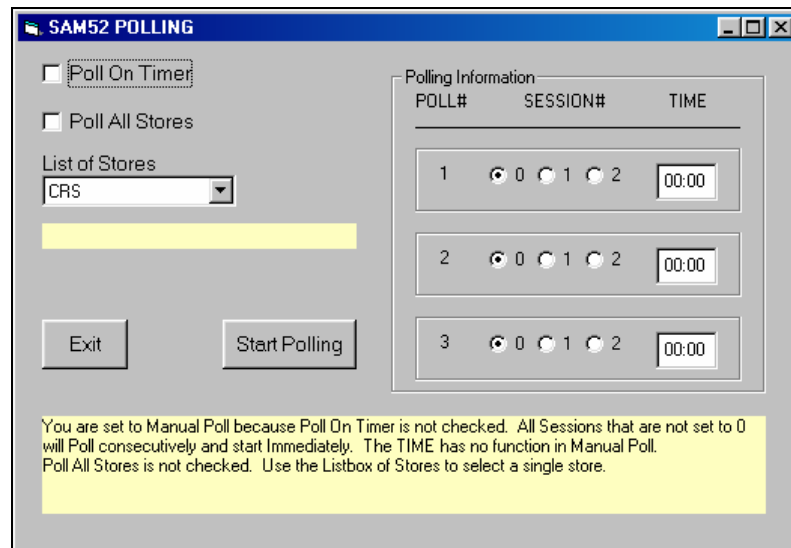 SAM52 POLLING
Poll On Timer
Poll All Stores
List of Stores
CRS
Exit
Start Polling
Polling Information
POLL# SESSION# TIME
1 0 1 2 00:00
2 0 1 2 00:00
3 0 1 2 00:00
You are set to Manual Poll because Poll On Timer is not checked. All Sessions that are not set to 0
will Poll consecutively and start Immediately. The TIME has no function in Manual Poll.
Poll All Stores is not checked. Use the Listbox of Stores to select a single store.